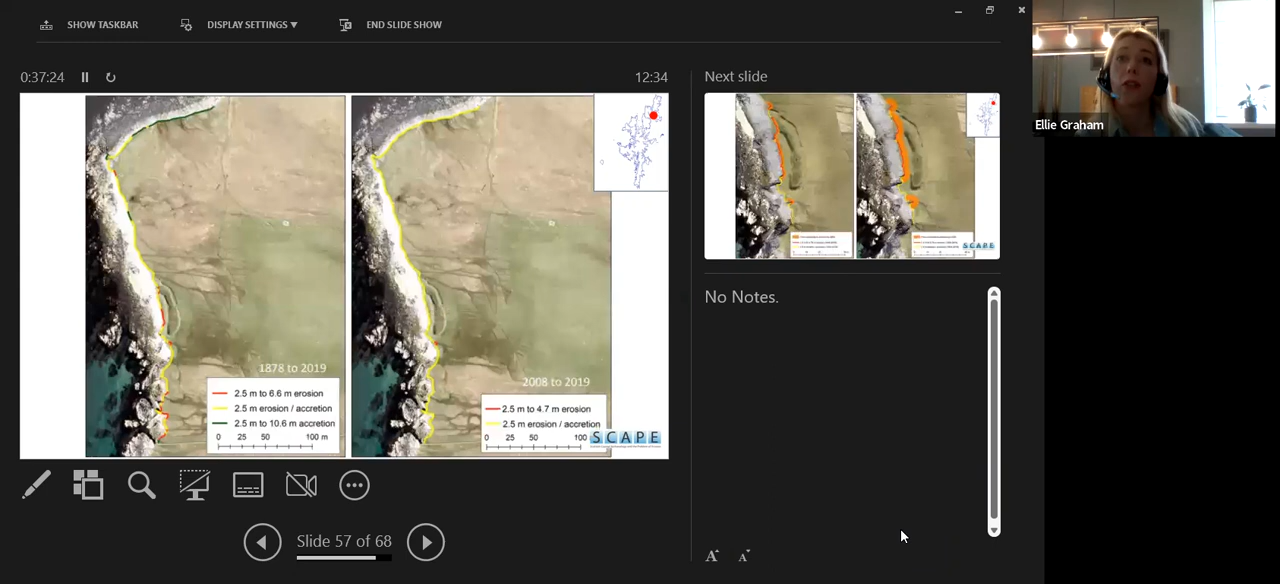 SHOW TASKBAR
DISPLAY SETTINGS ▼
END SLIDE SHOW
0:37:24
12:34
Next slide
Ellie Graham
1878 to 2019
2.5 m to 6.6 m erosion
2.5 m erosion / accretion
2.5 m to 10.6 m accretion
0 25 50 100 m
2008 to 2019
2.5 m to 4.7 m erosion
2.5 m erosion / accretion
0 25 50 100
SCAPE
SCAPE
No Notes.
Slide 57 of 68
A A